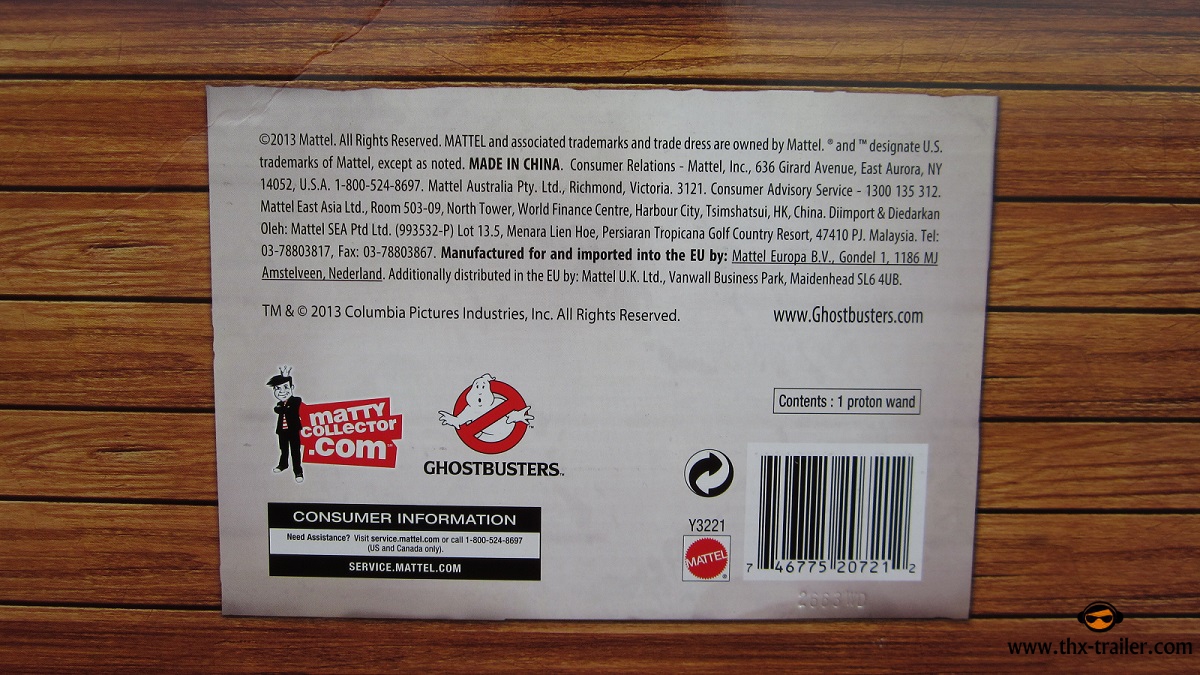 ©2013 Mattel. All Rights Reserved. MATTEL and associated trademarks and trade dress are owned by Mattel. ® and ™ designate U.S.
trademarks of Mattel, except as noted. MADE IN CHINA. Consumer Relations - Mattel, Inc., 636 Girard Avenue, East Aurora, NY
14052, U.S.A. 1-800-524-8697. Mattel Australia Pty. Ltd., Richmond, Victoria. 3121. Consumer Advisory Service - 1300 135 312.
Mattel East Asia Ltd., Room 503-09, North Tower, World Finance Centre, Harbour City, Tsimshatsui, HK, China. Diimport & Diedarkan
Oleh: Mattel SEA Ptd Ltd. (993532-P) Lot 13.5, Menara Lien Hoe, Persiaran Tropicana Golf Country Resort, 47410 PJ. Malaysia. Tel:
03-78803817, Fax: 03-78803867. Manufactured for and imported into the EU by: Mattel Europa B.V., Gondel 1, 1186 MJ
Amstelveen, Nederland. Additionally distributed in the EU by: Mattel U.K. Ltd., Vanwall Business Park, Maidenhead SL6 4UB.
TM & © 2013 Columbia Pictures Industries, Inc. All Rights Reserved.
www.Ghostbusters.com
Contents : 1 proton wand
MATTY
COLLECTOR
.com™
GHOSTBUSTERS™
CONSUMER INFORMATION
Need Assistance? Visit service.mattel.com or call 1-800-524-8697
(US and Canada only).
SERVICE.MATTEL.COM
Y3221
MATTEL®
7 46775 20721 2
www.thx-trailer.com